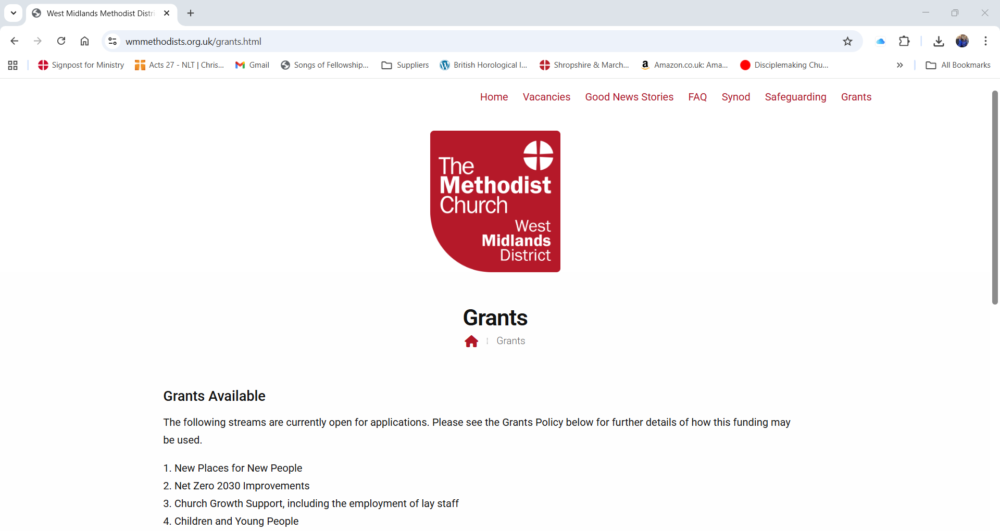 West Midlands Methodist Distri
wmmethodists.org.uk/grants.html
Signpost for Ministry
Acts 27 - NLT | Chris...
Gmail
Songs of Fellowship...
Suppliers
British Horological I...
Shropshire & March...
Amazon.co.uk: Ama...
Disciplemaking Chu...
All Bookmarks
Home Vacancies Good News Stories FAQ Synod Safeguarding Grants
The
Methodist
Church
West
Midlands
District
Grants
Grants
Grants Available
The following streams are currently open for applications. Please see the Grants Policy below for further details of how this funding may
be used.
1. New Places for New People
2. Net Zero 2030 Improvements
3. Church Growth Support, including the employment of lay staff
4. Children and Young People